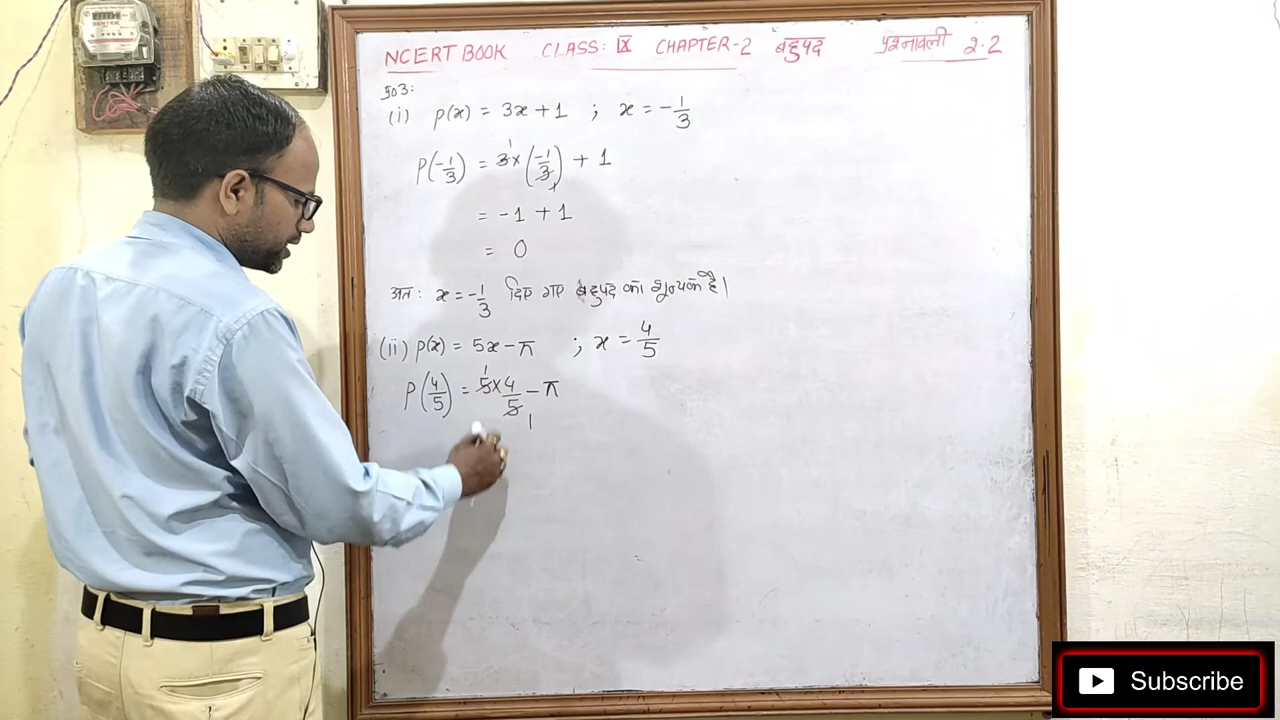 NCERT BOOK CLASS: IX CHAPTER-2 बहुपद प्रश्नावली 2.2
प्र०3:
(i) p(x) = 3x + 1 ; x = -1/3
P(-1/3) = 3 × (-1/3) + 1
= -1 + 1
= 0
अतः x = -1/3 दिए गए बहुपद का शून्यक है।
(ii) p(x) = 5x - π ; x = 4/5
P(4/5) = 5 × 4/5 - π
Subscribe